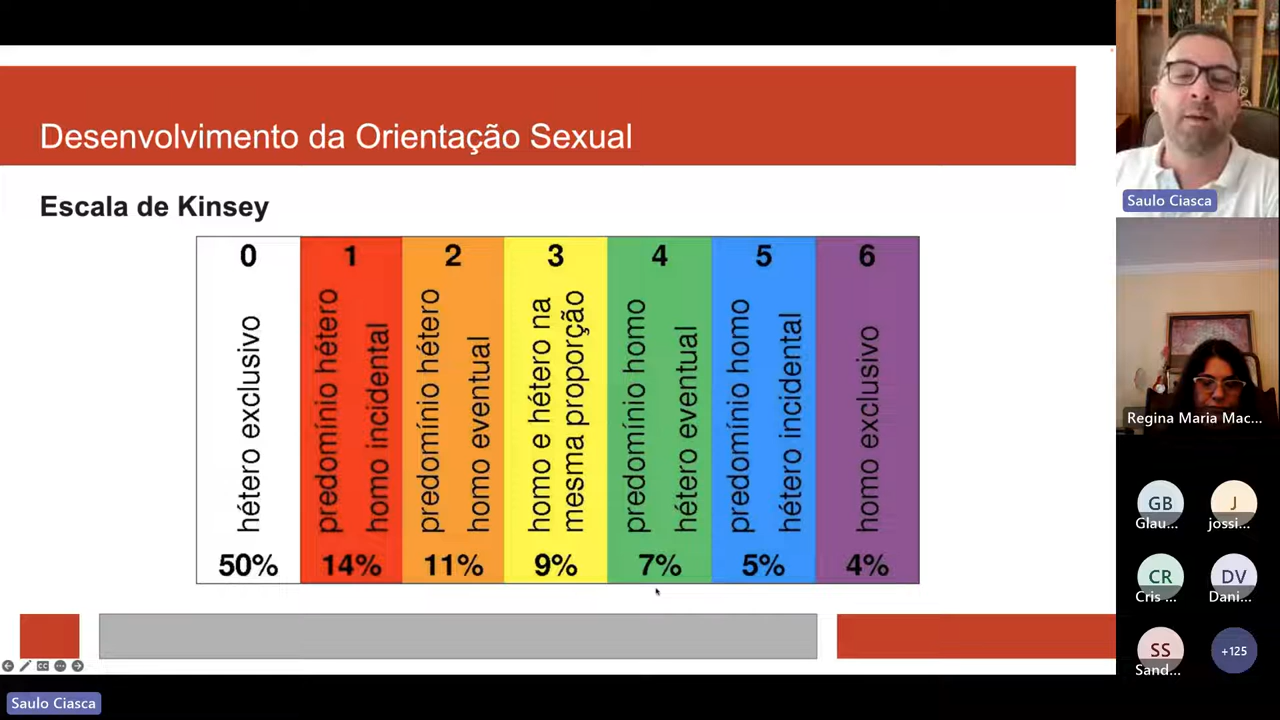 Desenvolvimento da Orientação Sexual
Escala de Kinsey
0
hétero exclusivo
50%
1
predomínio hétero
homo incidental
14%
2
predomínio hétero
homo eventual
11%
3
homo e hétero na
mesma proporção
9%
4
predomínio homo
hétero eventual
7%
5
predomínio homo
hétero incidental
5%
6
homo exclusivo
4%
Saulo Ciasca
Saulo Ciasca
Regina Maria Mac...
GB
Glau...
J
jossi...
CR
Cris ...
DV
Dani...
SS
Sand...
+125